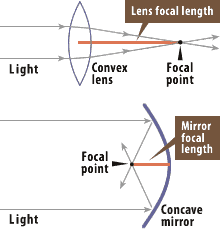 Lens focal length
Light
Convex
lens
Focal
point
Mirror
focal
length
Focal
point
Light
Concave
mirror